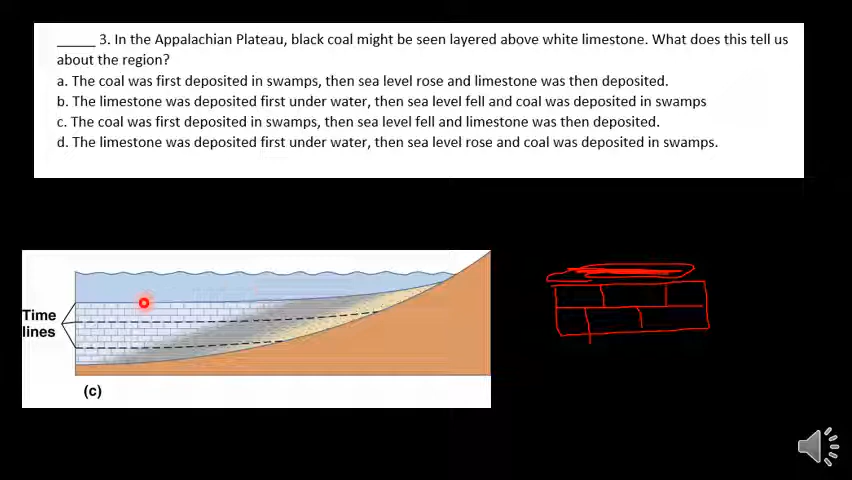 _____ 3. In the Appalachian Plateau, black coal might be seen layered above white limestone. What does this tell us
about the region?
a. The coal was first deposited in swamps, then sea level rose and limestone was then deposited.
b. The limestone was deposited first under water, then sea level fell and coal was deposited in swamps
c. The coal was first deposited in swamps, then sea level fell and limestone was then deposited.
d. The limestone was deposited first under water, then sea level rose and coal was deposited in swamps.
Time
lines
(c)